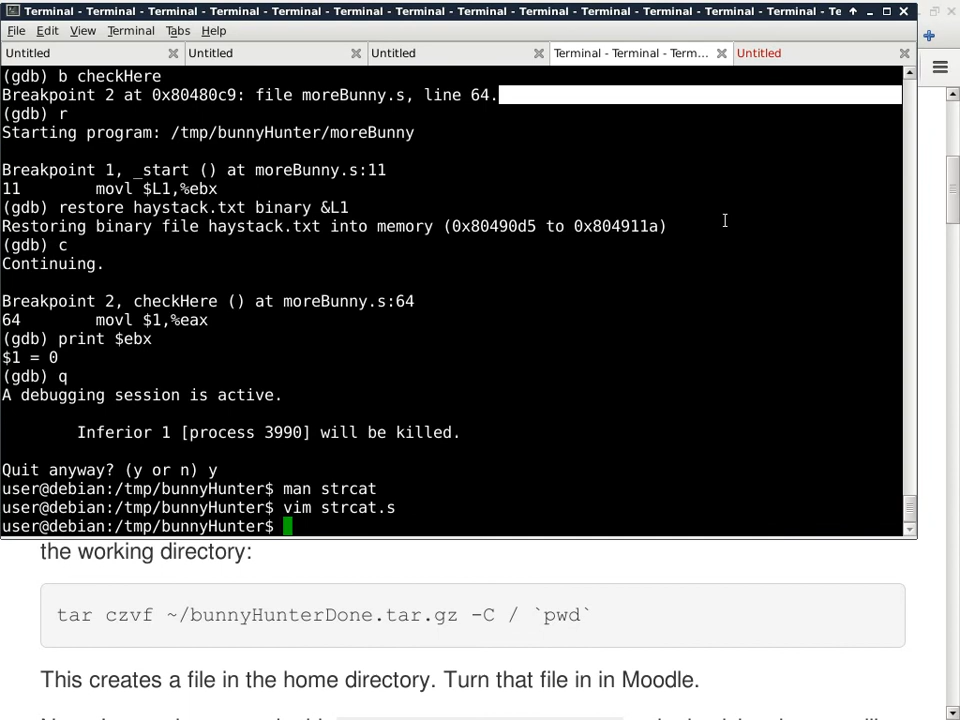 Terminal - Terminal - Terminal - Terminal - Terminal - Terminal - Terminal - Terminal - Terminal - Terminal - Te
File Edit View Terminal Tabs Help
Untitled Untitled Untitled Terminal - Terminal - Term... Untitled
(gdb) b checkHere
Breakpoint 2 at 0x80480c9: file moreBunny.s, line 64.
(gdb) r
Starting program: /tmp/bunnyHunter/moreBunny
Breakpoint 1, _start () at moreBunny.s:11
11 movl $L1,%ebx
(gdb) restore haystack.txt binary &L1
Restoring binary file haystack.txt into memory (0x80490d5 to 0x804911a)
(gdb) c
Continuing.
Breakpoint 2, checkHere () at moreBunny.s:64
64 movl $1,%eax
(gdb) print $ebx
$1 = 0
(gdb) q
A debugging session is active.
Inferior 1 [process 3990] will be killed.
Quit anyway? (y or n) y
user@debian:/tmp/bunnyHunter$ man strcat
user@debian:/tmp/bunnyHunter$ vim strcat.s
user@debian:/tmp/bunnyHunter$
the working directory:
tar czvf ~/bunnyHunterDone.tar.gz -C / `pwd`
This creates a file in the home directory. Turn that file in in Moodle.